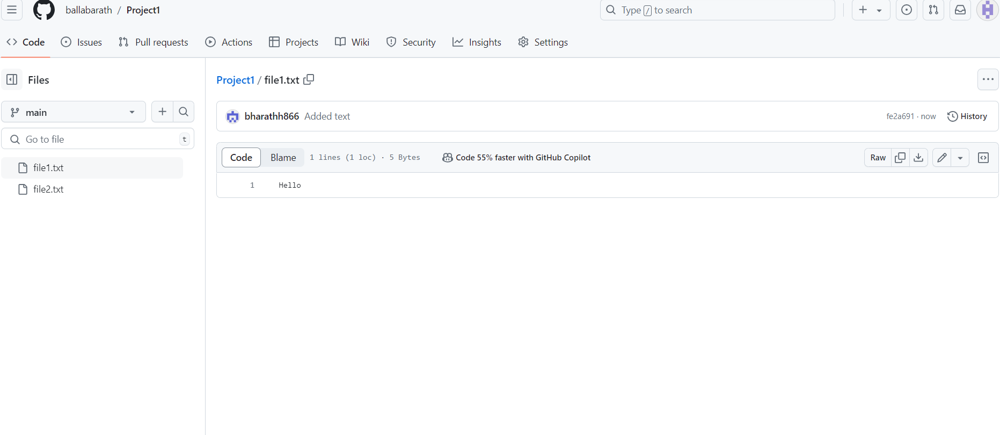 ballabarath / Project1
Type / to search
Code Issues Pull requests Actions Projects Wiki Security Insights Settings
Files
main
Go to file t
file1.txt
file2.txt
Project1 / file1.txt
bharathh866 Added text
fe2a691 · now History
Code Blame 1 lines (1 loc) · 5 Bytes Code 55% faster with GitHub Copilot
Raw
1 Hello